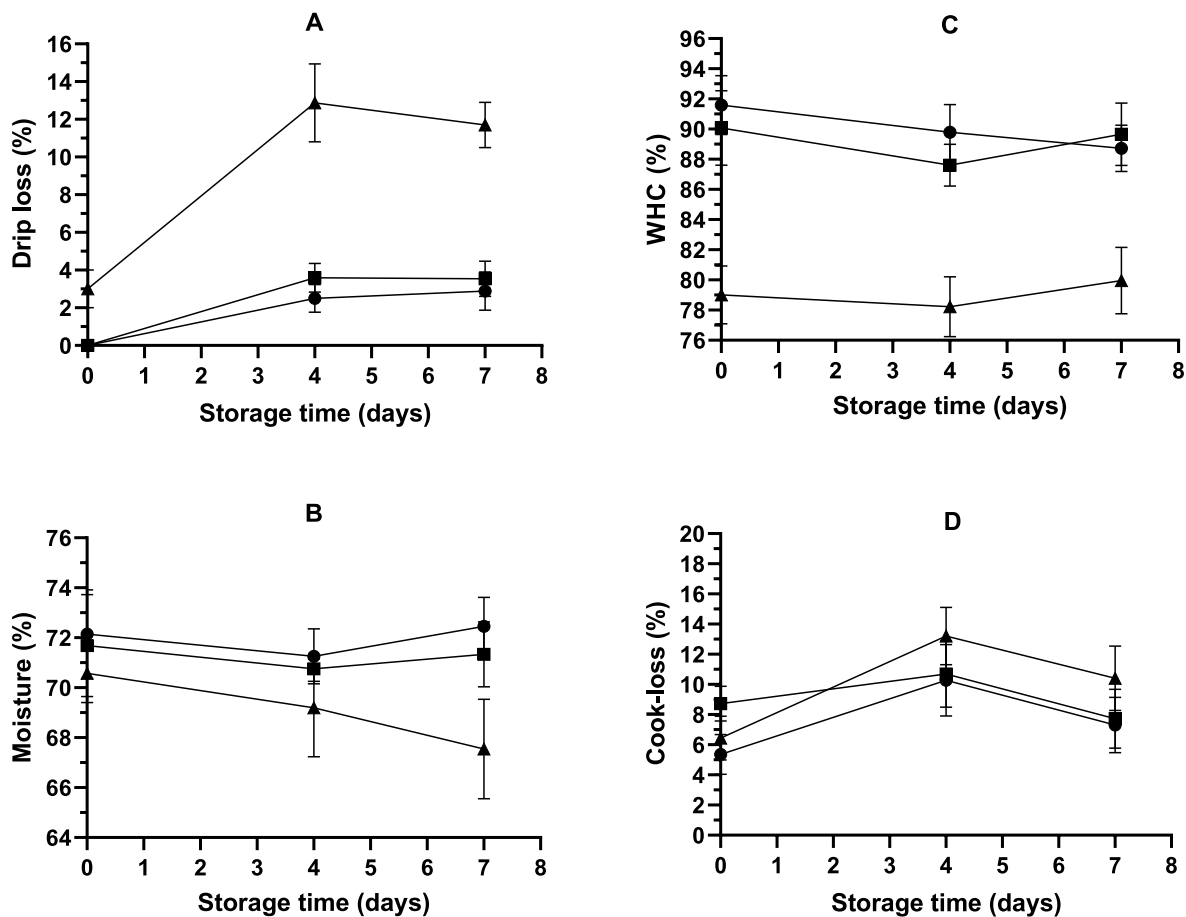 A
Drip loss (%)
16
14
12
10
8
6
4
2
0
0 1 2 3 4 5 6 7 8
Storage time (days)
C
WHC (%)
96
94
92
90
88
86
84
82
80
78
76
0 1 2 3 4 5 6 7 8
Storage time (days)
B
Moisture (%)
76
74
72
70
68
66
64
0 1 2 3 4 5 6 7 8
Storage time (days)
D
Cook-loss (%)
20
18
16
14
12
10
8
6
4
2
0
0 1 2 3 4 5 6 7 8
Storage time (days)